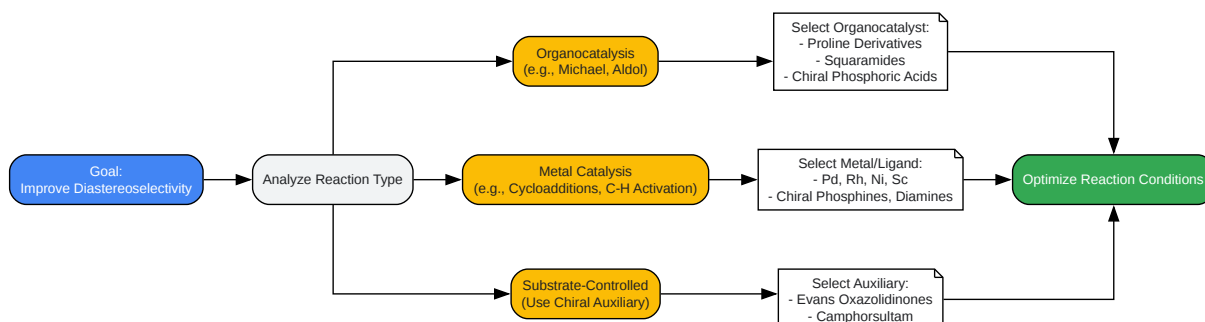 Goal:
Improve Diastereoselectivity
Analyze Reaction Type
Organocatalysis
(e.g., Michael, Aldol)
Select Organocatalyst:
- Proline Derivatives
- Squaramides
- Chiral Phosphoric Acids
Metal Catalysis
(e.g., Cycloadditions, C-H Activation)
Select Metal/Ligand:
- Pd, Rh, Ni, Sc
- Chiral Phosphines, Diamines
Substrate-Controlled
(Use Chiral Auxiliary)
Select Auxiliary:
- Evans Oxazolidinones
- Camphorsultam
Optimize Reaction Conditions